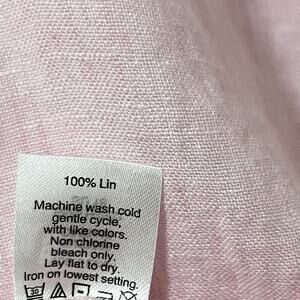 100% Lin
Machine wash cold
gentle cycle,
with like colors.
Non chlorine
bleach only.
Lay flat to dry.
Iron on lowest setting.
30